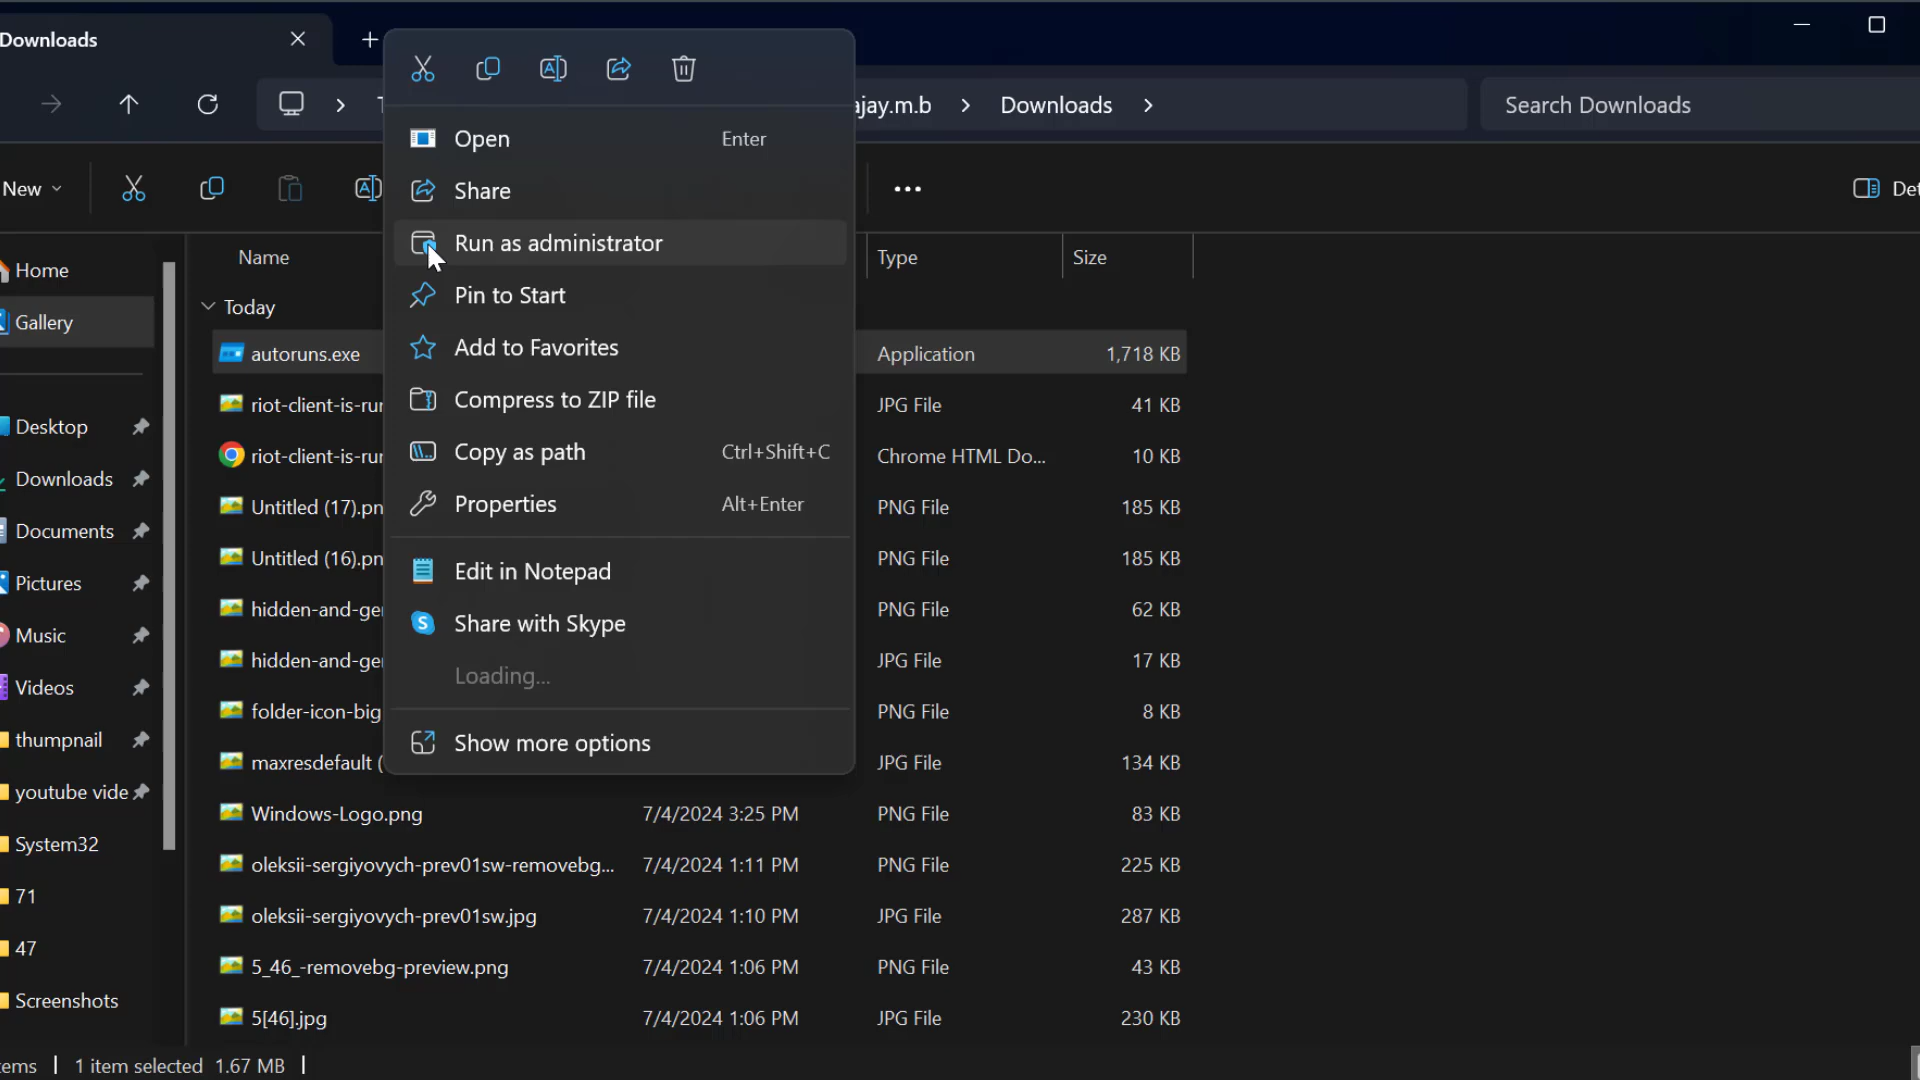 Downloads
ajay.m.b > Downloads >
Search Downloads
New
Open Enter
Share
Run as administrator
Pin to Start
Add to Favorites
Compress to ZIP file
Copy as path Ctrl+Shift+C
Properties Alt+Enter
Edit in Notepad
Share with Skype
Loading...
Show more options
Home
Gallery
Desktop
Downloads
Documents
Pictures
Music
Videos
thumpnail
youtube vide
System32
71
47
Screenshots
Name Type Size
Today
autoruns.exe Application 1,718 KB
riot-client-is-rur JPG File 41 KB
riot-client-is-rur Chrome HTML Do... 10 KB
Untitled (17).pn PNG File 185 KB
Untitled (16).pn PNG File 185 KB
hidden-and-ge PNG File 62 KB
hidden-and-ge JPG File 17 KB
folder-icon-big PNG File 8 KB
maxresdefault ( JPG File 134 KB
Windows-Logo.png 7/4/2024 3:25 PM PNG File 83 KB
oleksii-sergiyovych-prev01sw-removebg... 7/4/2024 1:11 PM PNG File 225 KB
oleksii-sergiyovych-prev01sw.jpg 7/4/2024 1:10 PM JPG File 287 KB
5_46_-removebg-preview.png 7/4/2024 1:06 PM PNG File 43 KB
5[46].jpg 7/4/2024 1:06 PM JPG File 230 KB
ems | 1 item selected 1.67 MB |